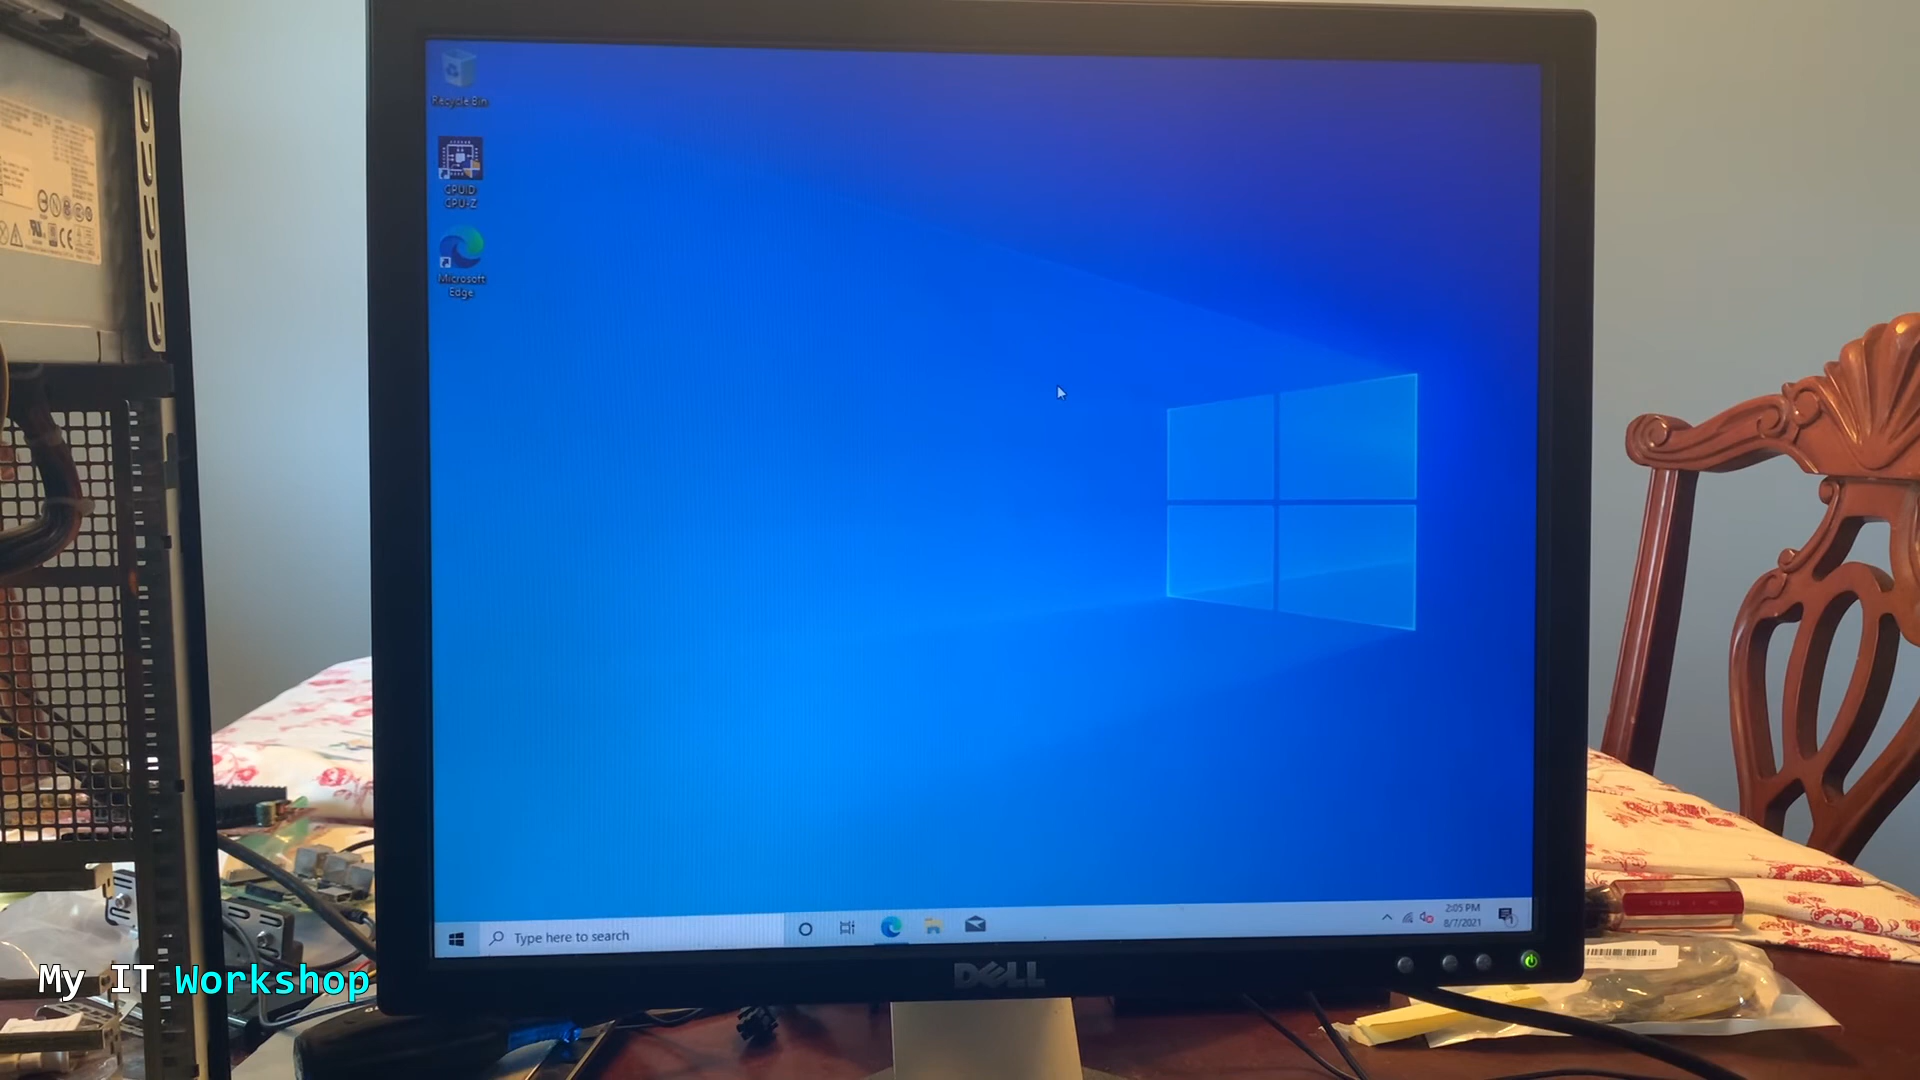 Recycle Bin
CPUID
CPU-Z
Microsoft
Edge
Type here to search
2:05 PM
8/7/2021
DELL
My IT Workshop